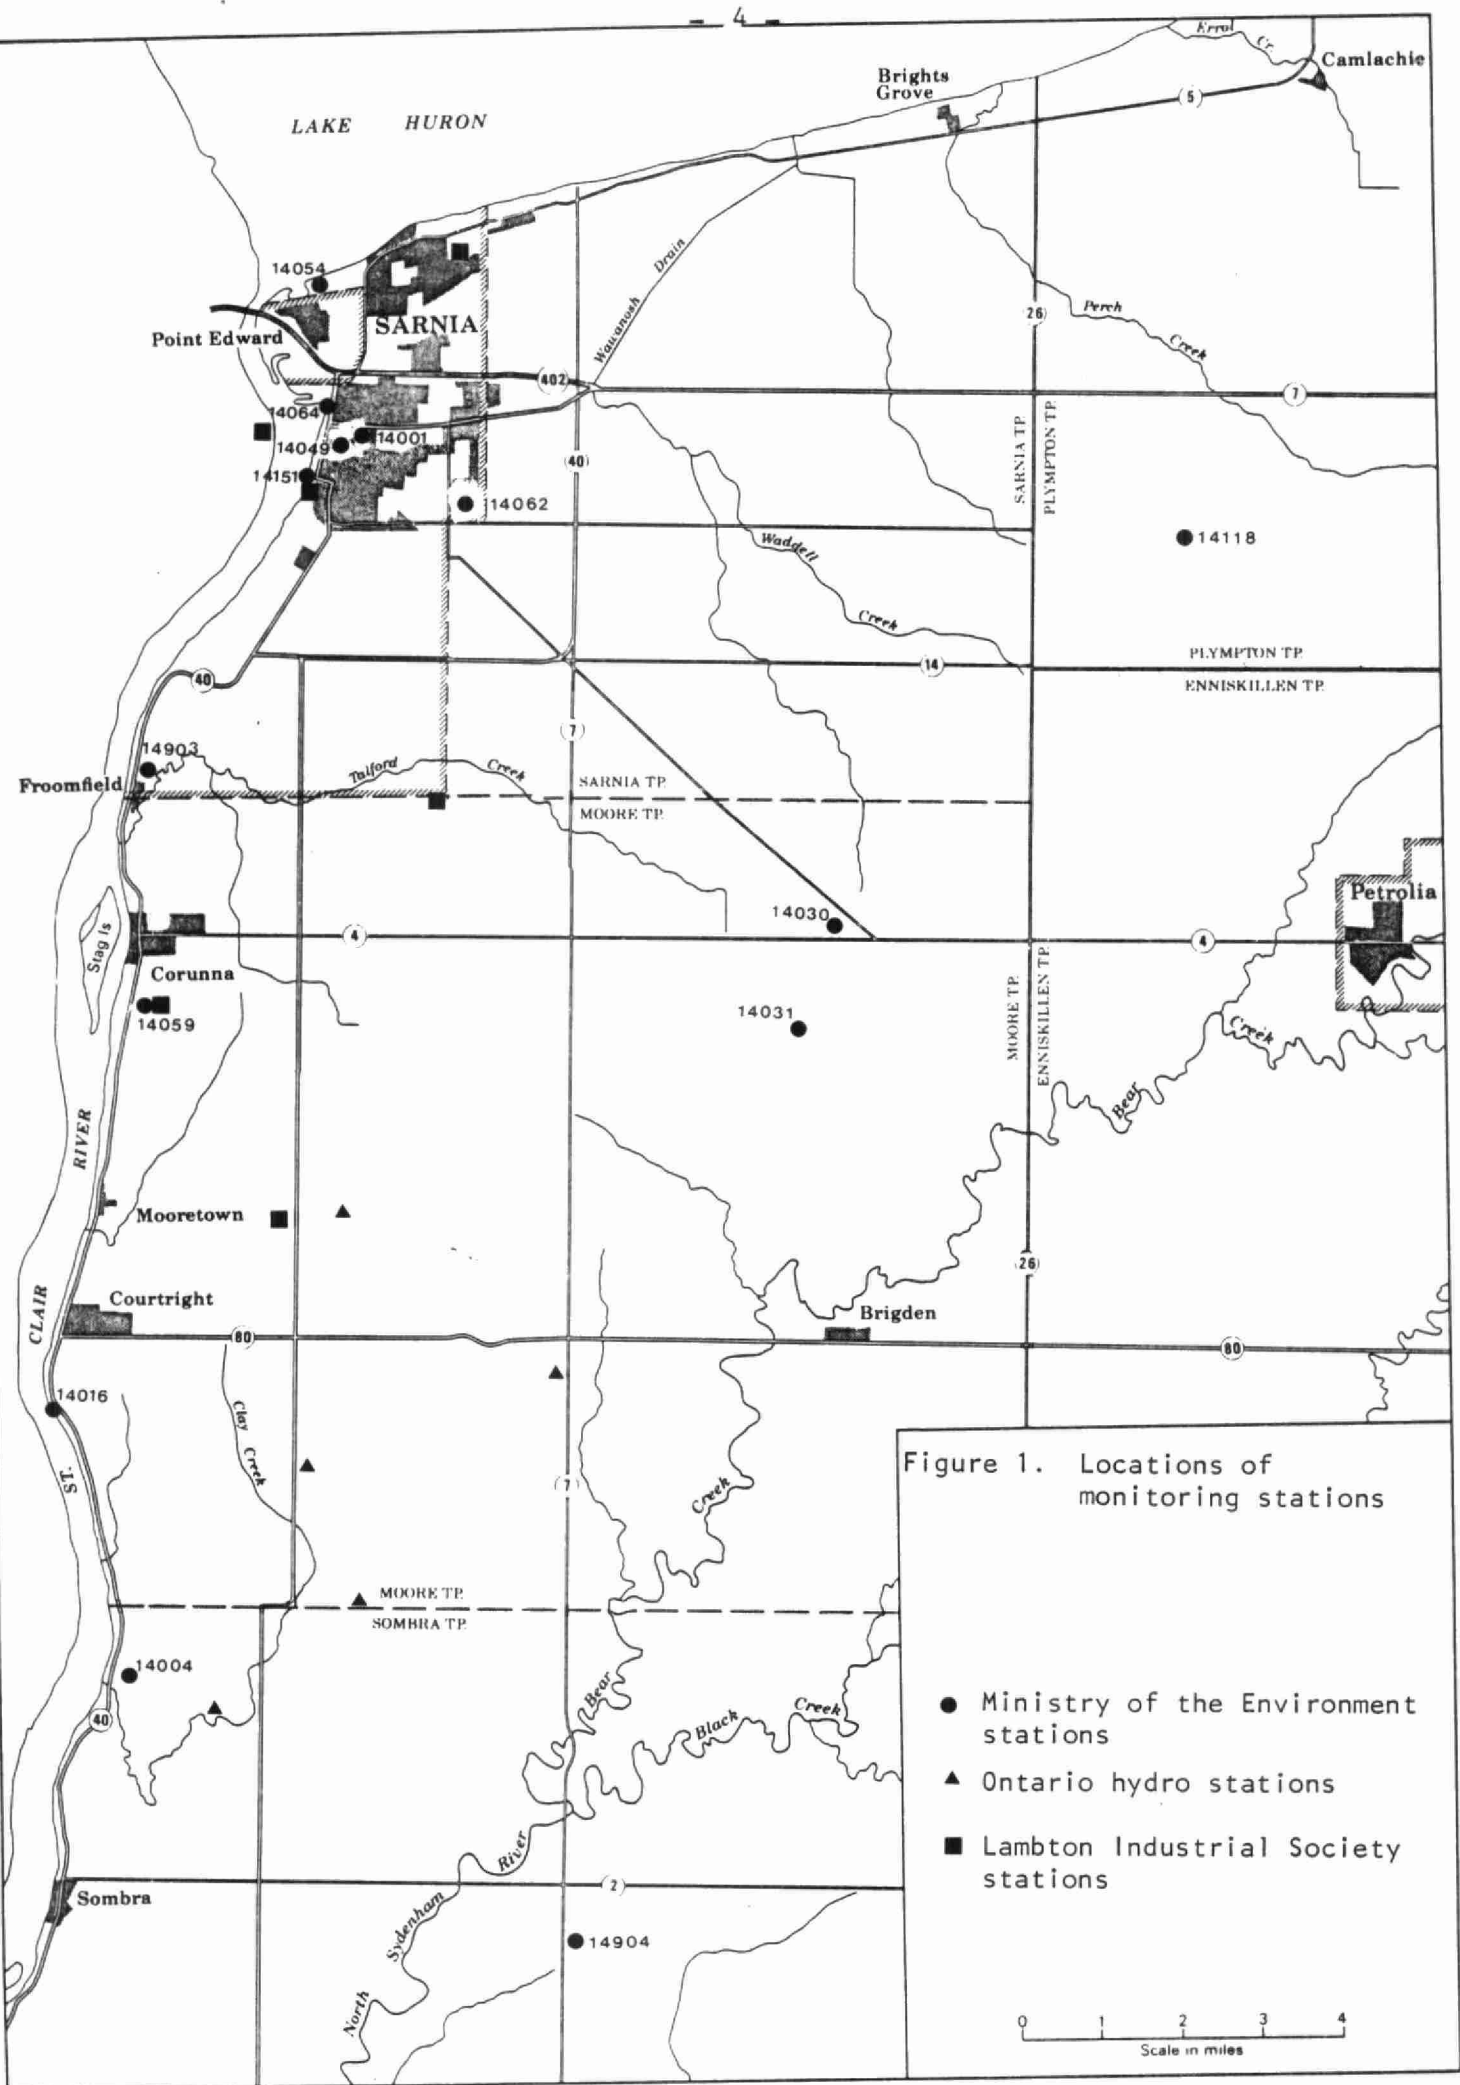 - 4 -
Errol Cr.
Camlachie
Brights
Grove
5
LAKE HURON
Wawanosh Drain
14054
SARNIA
Point Edward
26
Perch Creek
402
7
14064
14001
14049
14151
40
14062
SARNIA TP.
PLYMPTON TP.
14118
Waddell Creek
14
PLYMPTON TP.
ENNISKILLEN TP.
40
7
14903
Froomfield
Talford Creek
SARNIA TP.
MOORE TP.
Petrolia
14030
Stag Is
4
4
Corunna
14059
14031
MOORE TP.
ENNISKILLEN TP.
Bear Creek
ST. CLAIR RIVER
Mooretown
26
Courtright
Brigden
80
80
14016
Clay Creek
7
Bear Creek
MOORE TP.
SOMBRA TP.
14004
40
Black Creek
Sombra
2
North Sydenham River
14904
Figure 1. Locations of
monitoring stations
Ministry of the Environment
stations
Ontario hydro stations
Lambton Industrial Society
stations
0 1 2 3 4
Scale in miles